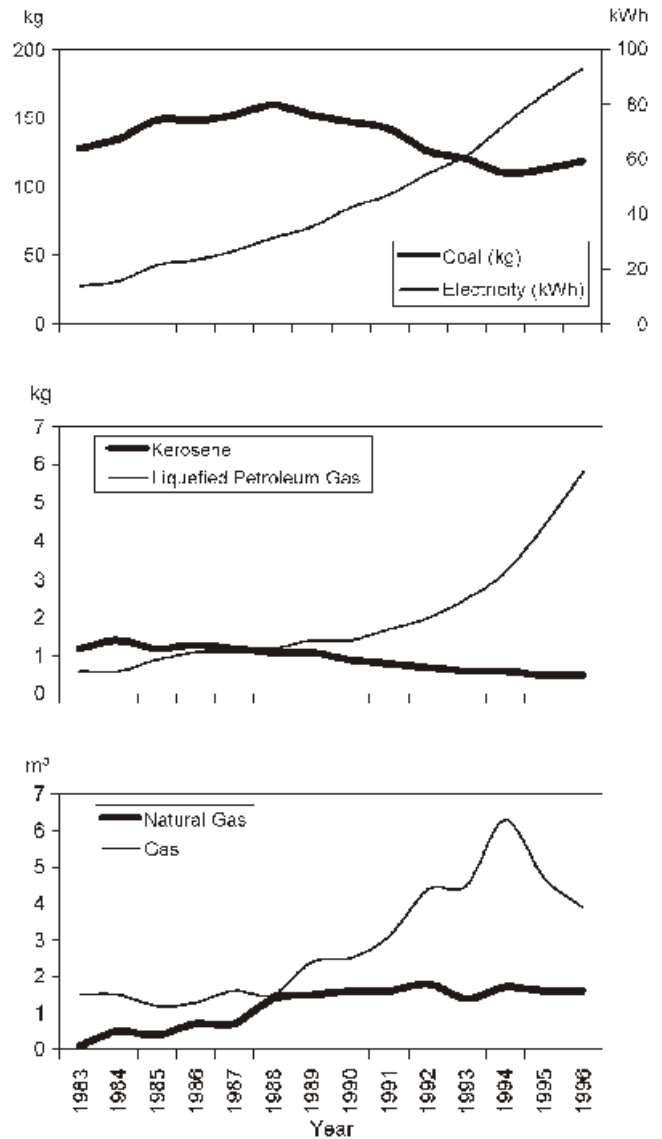 kg kWh
200 100
150 80
100 60
50 40
0 20
0
Coal (kg)
Electricity (kWh)
kg
7
6
5
4
3
2
1
0
Kerosene
Liquefied Petroleum Gas
m³
7
6
5
4
3
2
1
0
Natural Gas
Gas
1983 1984 1985 1986 1987 1988 1989 1990 1991 1992 1993 1994 1995 1996
Year